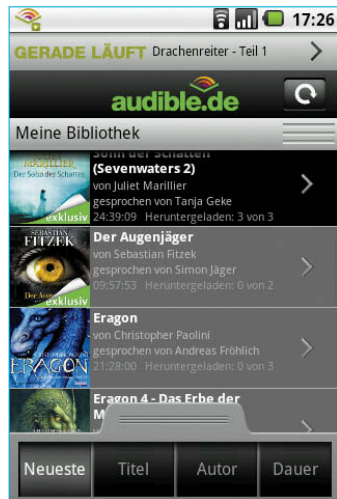 17:26
GERADE LÄUFT Drachenreiter - Teil 1
audible.de
Meine Bibliothek
MARILLIER
Der Sohn der Schatten
exklusiv
Sohn der Schatten
(Sevenwaters 2)
von Juliet Marillier
gesprochen von Tanja Geke
24:39:09 Heruntergeladen: 3 von 3
SEBASTIAN
FITZEK
exklusiv
Der Augenjäger
von Sebastian Fitzek
gesprochen von Simon Jäger
09:57:53 Heruntergeladen: 0 von 2
ERAGON
Eragon
von Christopher Paolini
gesprochen von Andreas Fröhlich
21:28:00 Heruntergeladen: 0 von 3
Eragon 4 - Das Erbe der
Neueste
Titel
Autor
Dauer